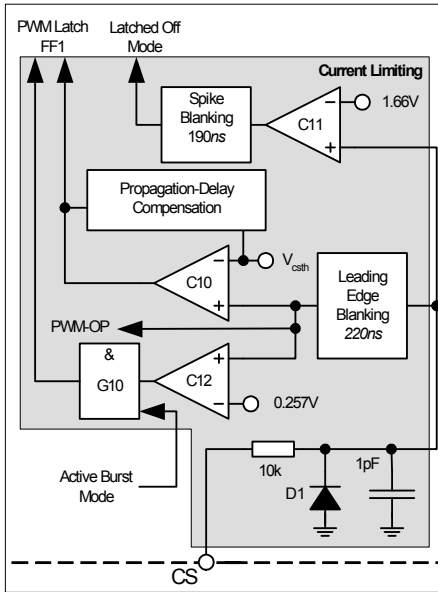 PWM Latch
FF1
Latched Off
Mode
Current Limiting
Spike
Blanking
190ns
C11
1.66V
Propagation-Delay
Compensation
Vcsth
C10
Leading
Edge
Blanking
220ns
PWM-OP
&
G10
C12
0.257V
Active Burst
Mode
10k
D1
1pF
CS